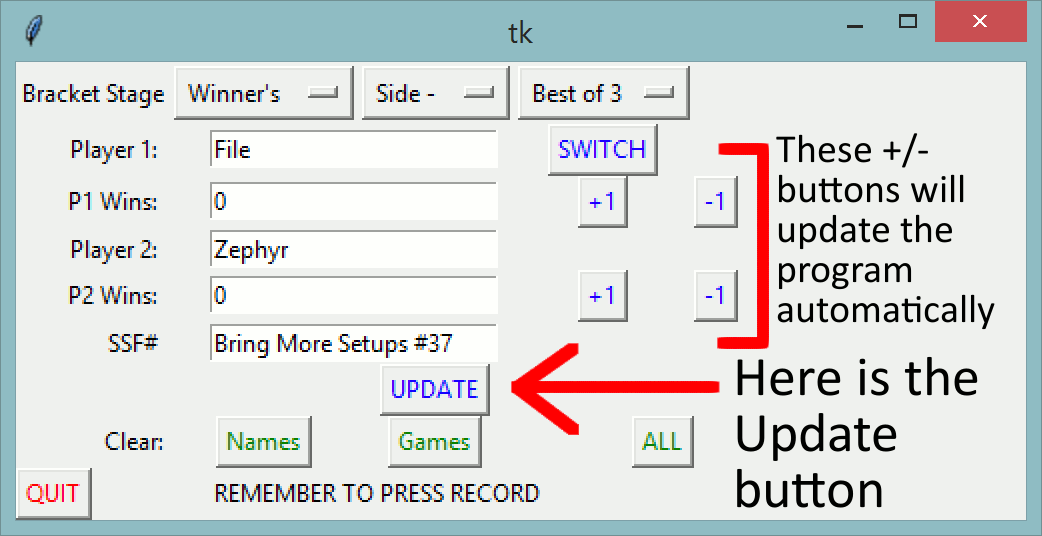 tk
Bracket Stage Winner's Side - Best of 3
Player 1: File SWITCH
P1 Wins: 0 +1 -1
Player 2: Zephyr
P2 Wins: 0 +1 -1
SSF# Bring More Setups #37
UPDATE
Clear: Names Games ALL
QUIT REMEMBER TO PRESS RECORD
These +/-
buttons will
update the
program
automatically
Here is the
Update
button